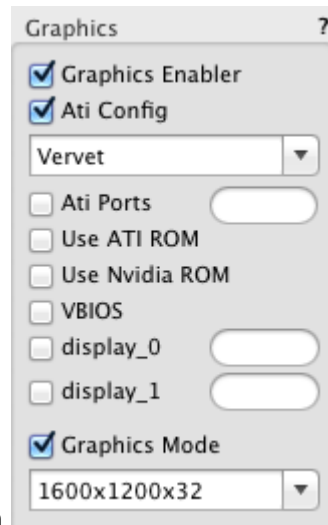 Graphics ?
Graphics Enabler
Ati Config
Vervet
Ati Ports
Use ATI ROM
Use Nvidia ROM
VBIOS
display_0
display_1
Graphics Mode
1600x1200x32